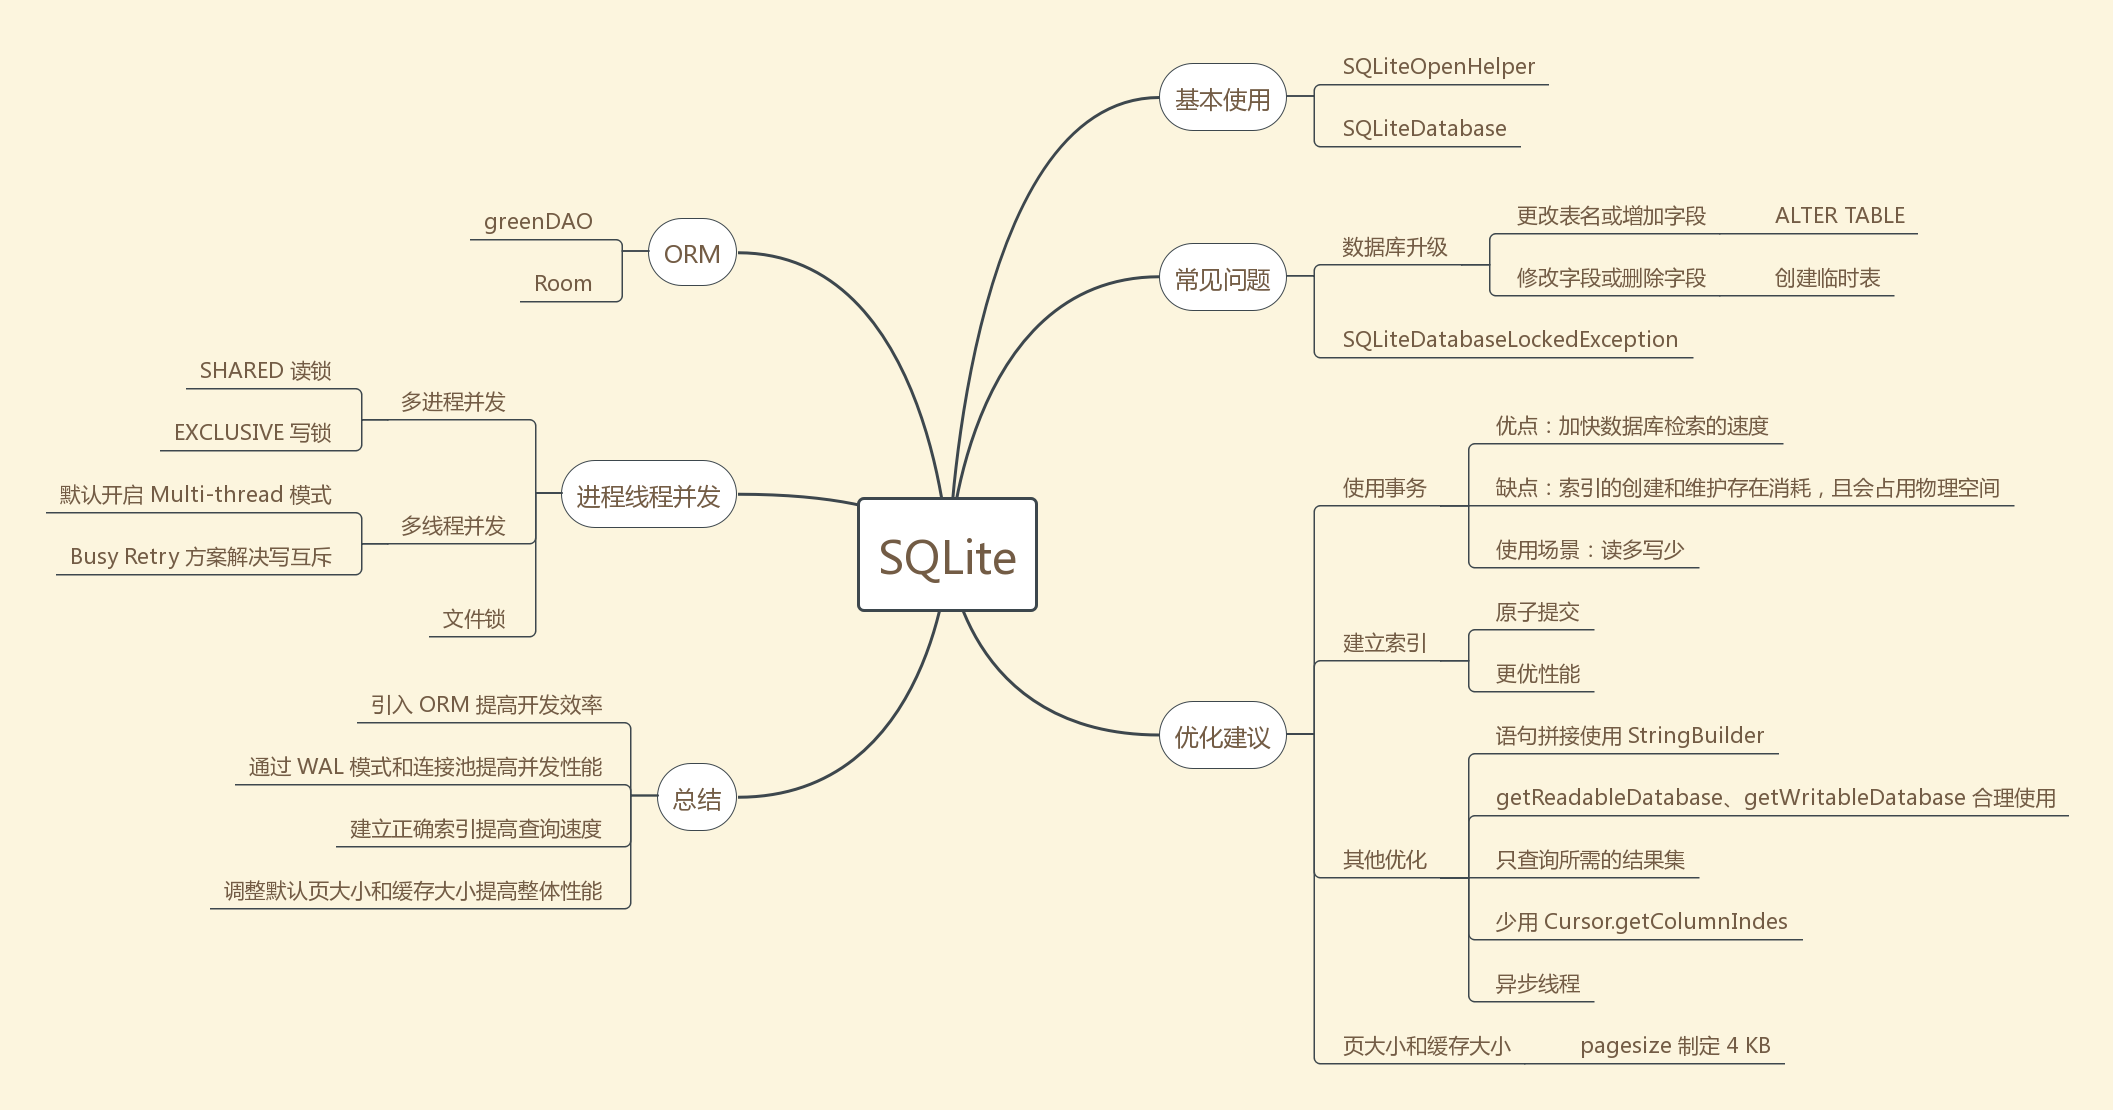 SQLite
基本使用
SQLiteOpenHelper
SQLiteDatabase
常见问题
数据库升级
更改表名或增加字段
ALTER TABLE
修改字段或删除字段
创建临时表
SQLiteDatabaseLockedException
优化建议
使用事务
优点：加快数据库检索的速度
缺点：索引的创建和维护存在消耗，且会占用物理空间
使用场景：读多写少
建立索引
原子提交
更优性能
其他优化
语句拼接使用 StringBuilder
getReadableDatabase、getWritableDatabase 合理使用
只查询所需的结果集
少用 Cursor.getColumnIndes
异步线程
页大小和缓存大小
pagesize 制定 4 KB
ORM
greenDAO
Room
进程线程并发
多进程并发
SHARED 读锁
EXCLUSIVE 写锁
多线程并发
默认开启 Multi-thread 模式
Busy Retry 方案解决写互斥
文件锁
总结
引入 ORM 提高开发效率
通过 WAL 模式和连接池提高并发性能
建立正确索引提高查询速度
调整默认页大小和缓存大小提高整体性能